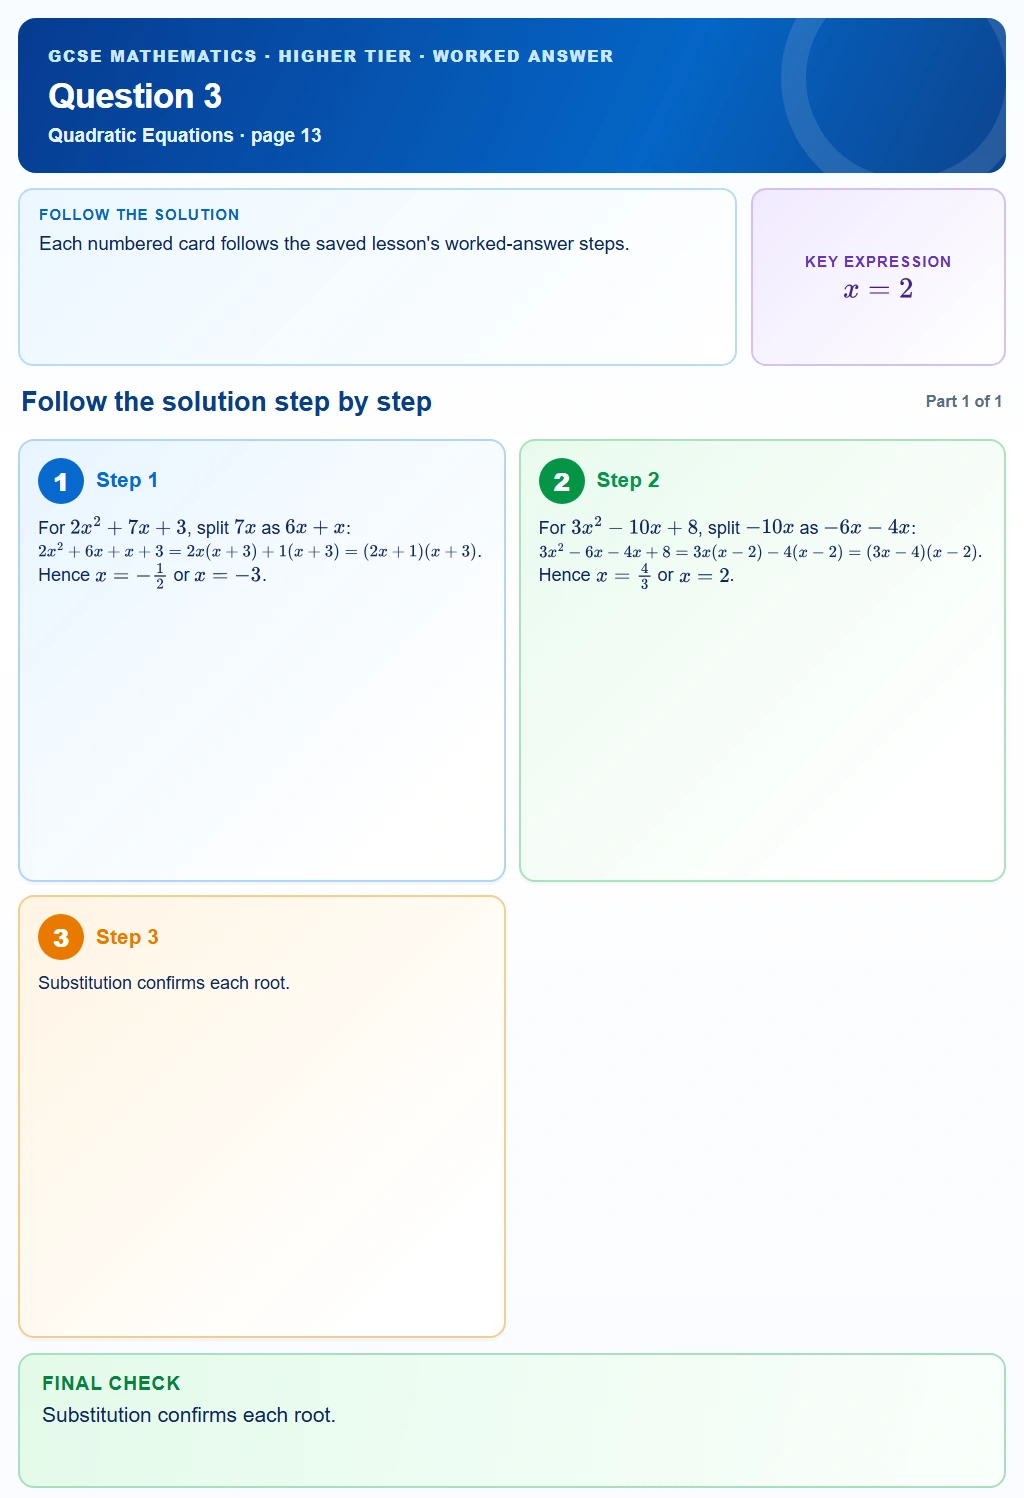 GCSE MATHEMATICS · HIGHER TIER · WORKED ANSWER
Question 3
Quadratic Equations · page 13
FOLLOW THE SOLUTION
Each numbered card follows the saved lesson's worked-answer steps.
KEY EXPRESSION
x = 2
Follow the solution step by step
Part 1 of 1
1 Step 1
For 2x² + 7x + 3, split 7x as 6x + x:
2x² + 6x + x + 3 = 2x(x + 3) + 1(x + 3) = (2x + 1)(x + 3).
Hence x = −1/2 or x = −3.
2 Step 2
For 3x² − 10x + 8, split −10x as −6x − 4x:
3x² − 6x − 4x + 8 = 3x(x − 2) − 4(x − 2) = (3x − 4)(x − 2).
Hence x = 4/3 or x = 2.
3 Step 3
Substitution confirms each root.
FINAL CHECK
Substitution confirms each root.